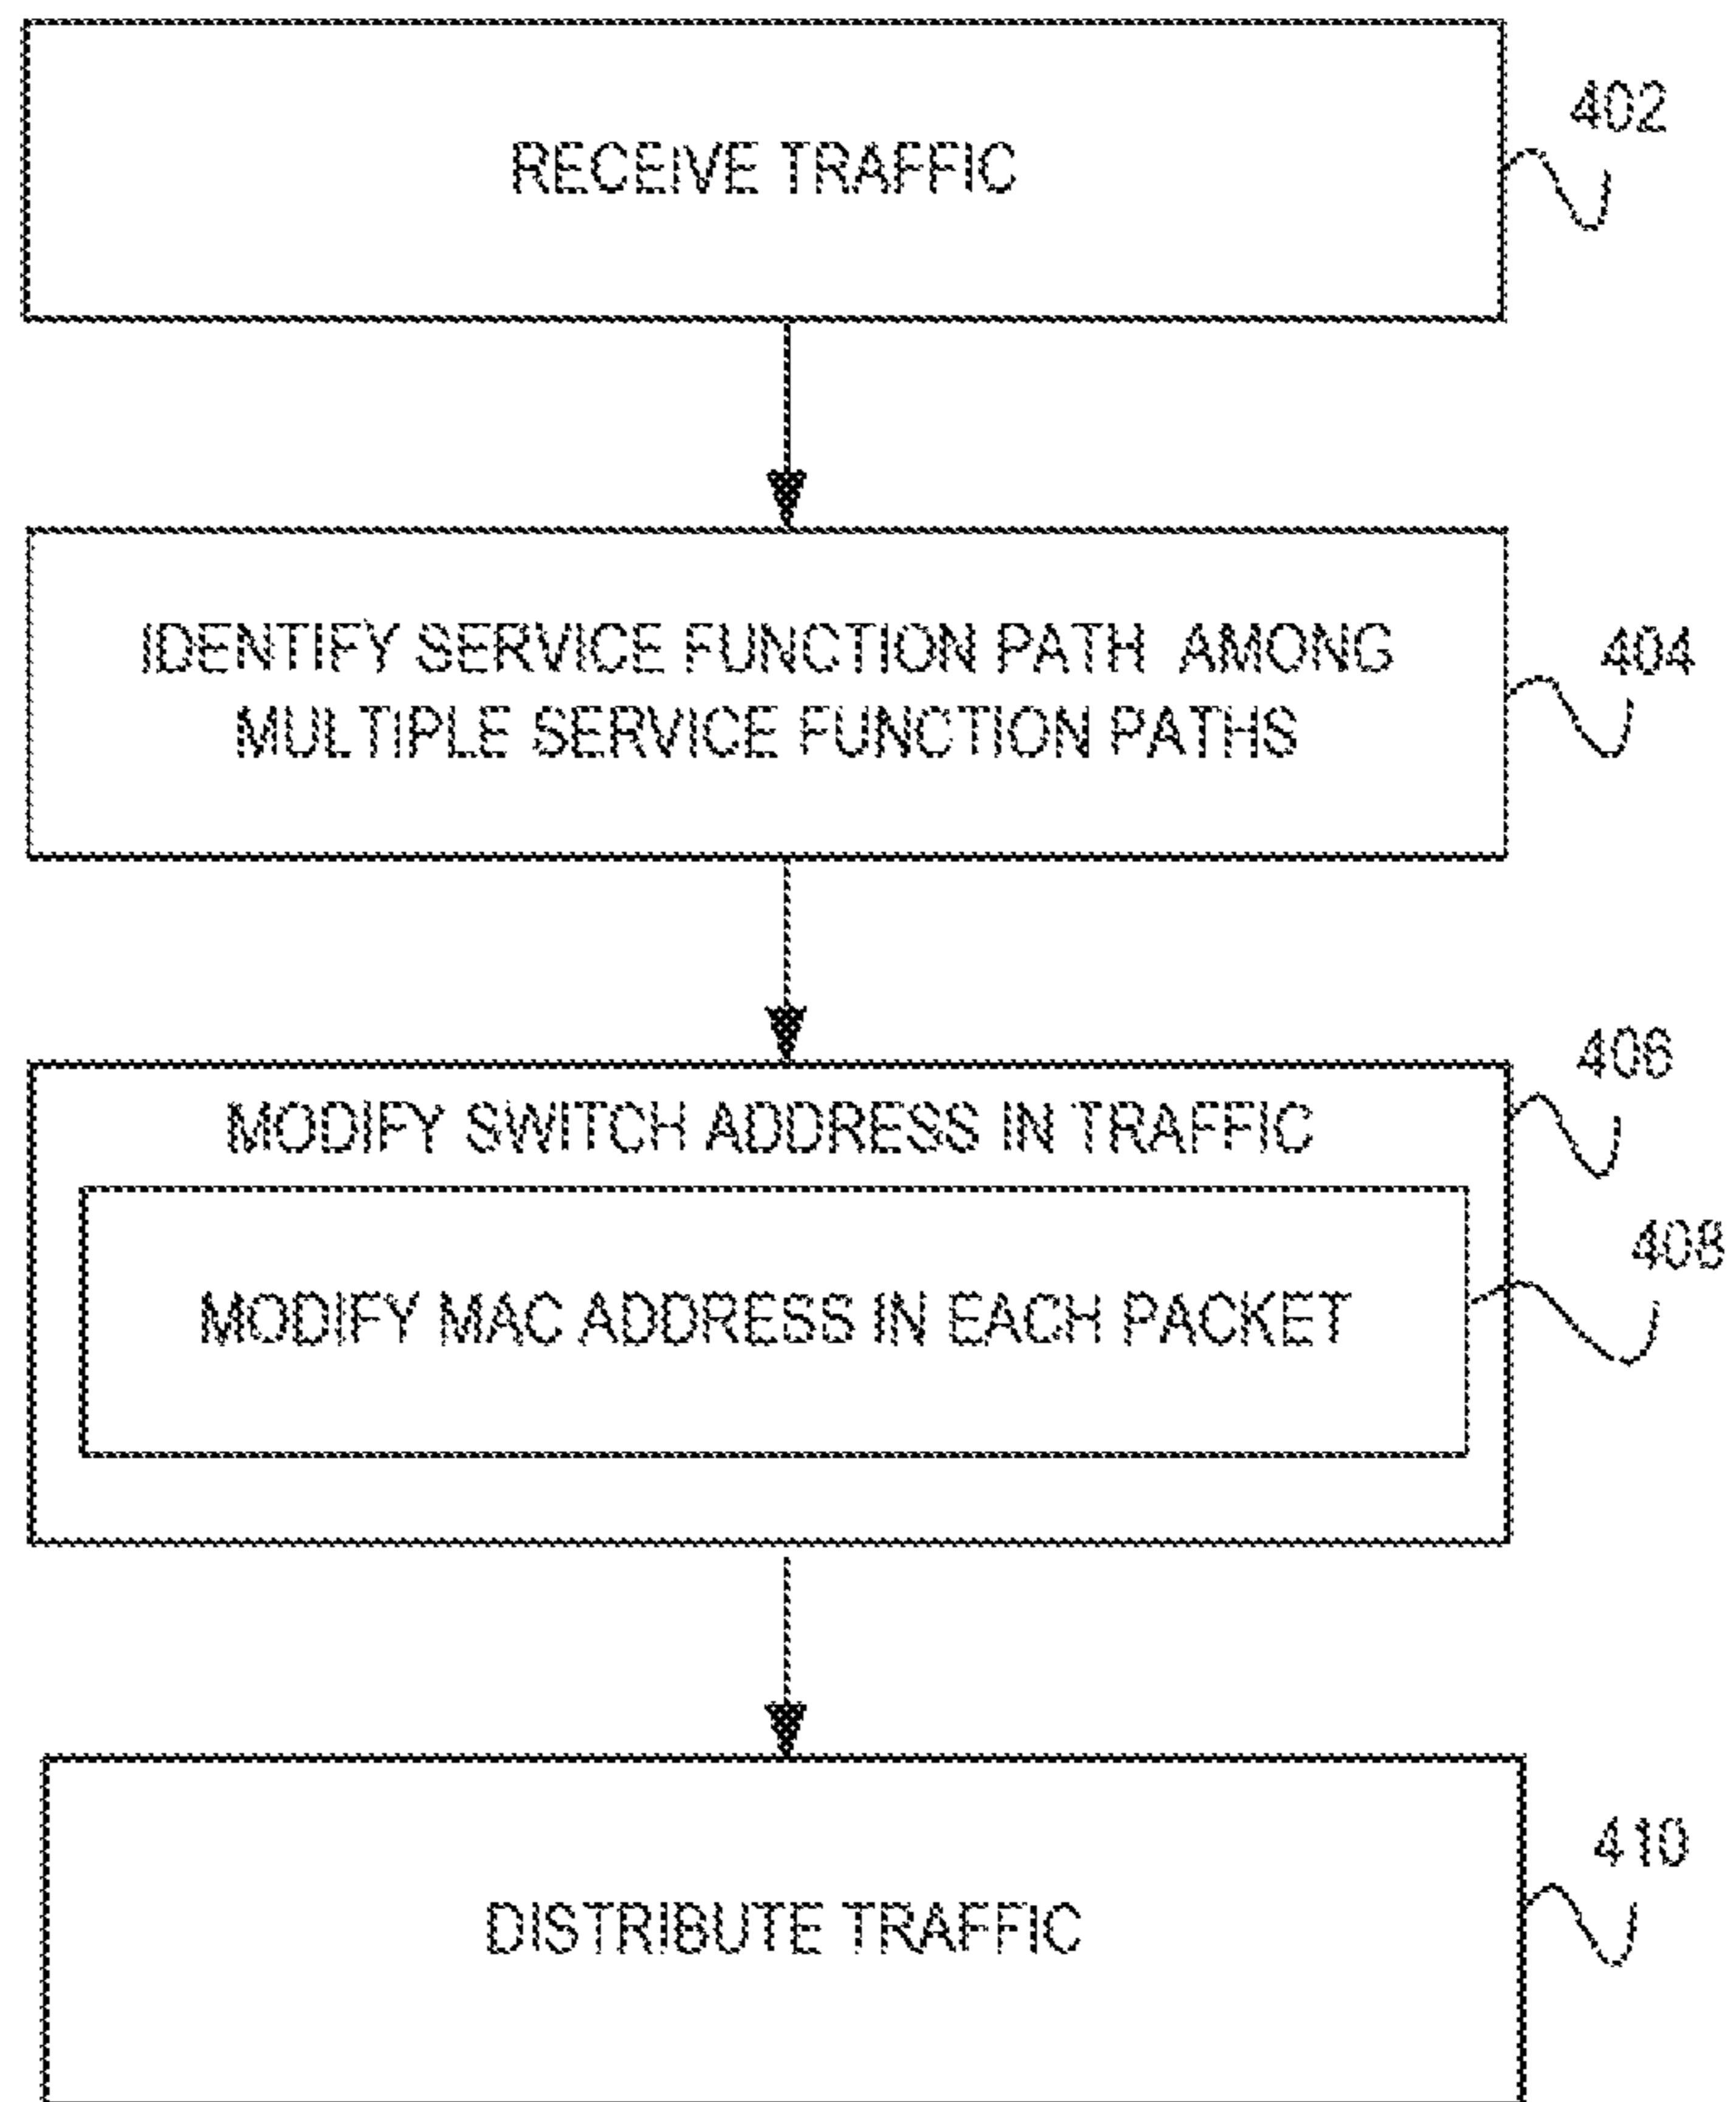 RECEIVE TRAFFIC
402
IDENTIFY SERVICE FUNCTION PATH AMONG
MULTIPLE SERVICE FUNCTION PATHS
404
MODIFY SWITCH ADDRESS IN TRAFFIC
406
MODIFY MAC ADDRESS IN EACH PACKET
408
DISTRIBUTE TRAFFIC
410